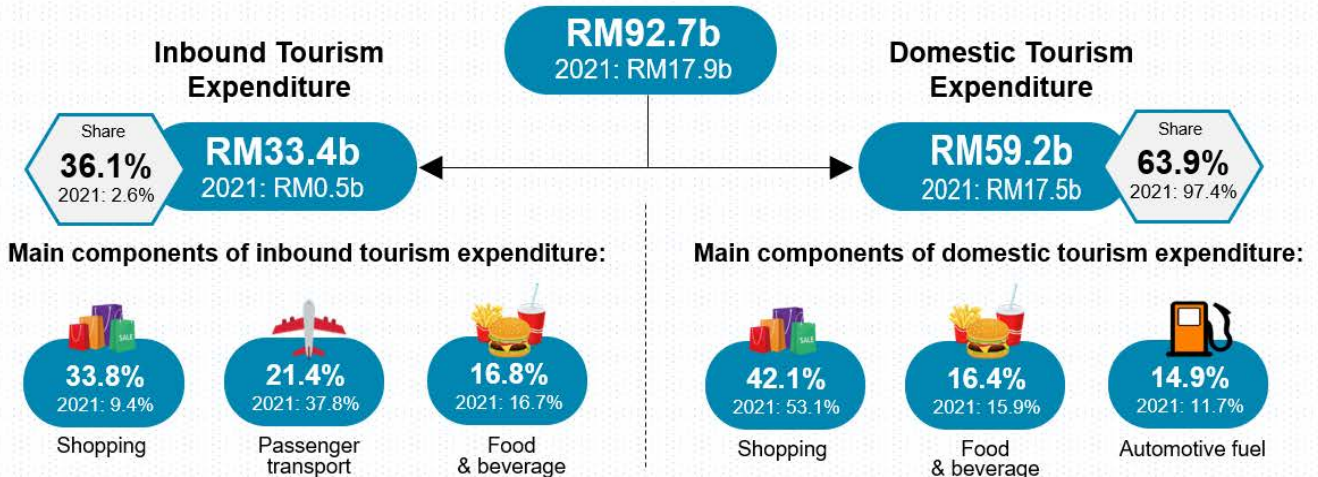 RM92.7b
2021: RM17.9b
Inbound Tourism
Expenditure
Share
36.1%
2021: 2.6%
RM33.4b
2021: RM0.5b
Domestic Tourism
Expenditure
RM59.2b
2021: RM17.5b
Share
63.9%
2021: 97.4%
Main components of inbound tourism expenditure:
SALE
33.8%
2021: 9.4%
Shopping
21.4%
2021: 37.8%
Passenger
transport
16.8%
2021: 16.7%
Food
& beverage
Main components of domestic tourism expenditure:
SALE
42.1%
2021: 53.1%
Shopping
16.4%
2021: 15.9%
Food
& beverage
14.9%
2021: 11.7%
Automotive fuel